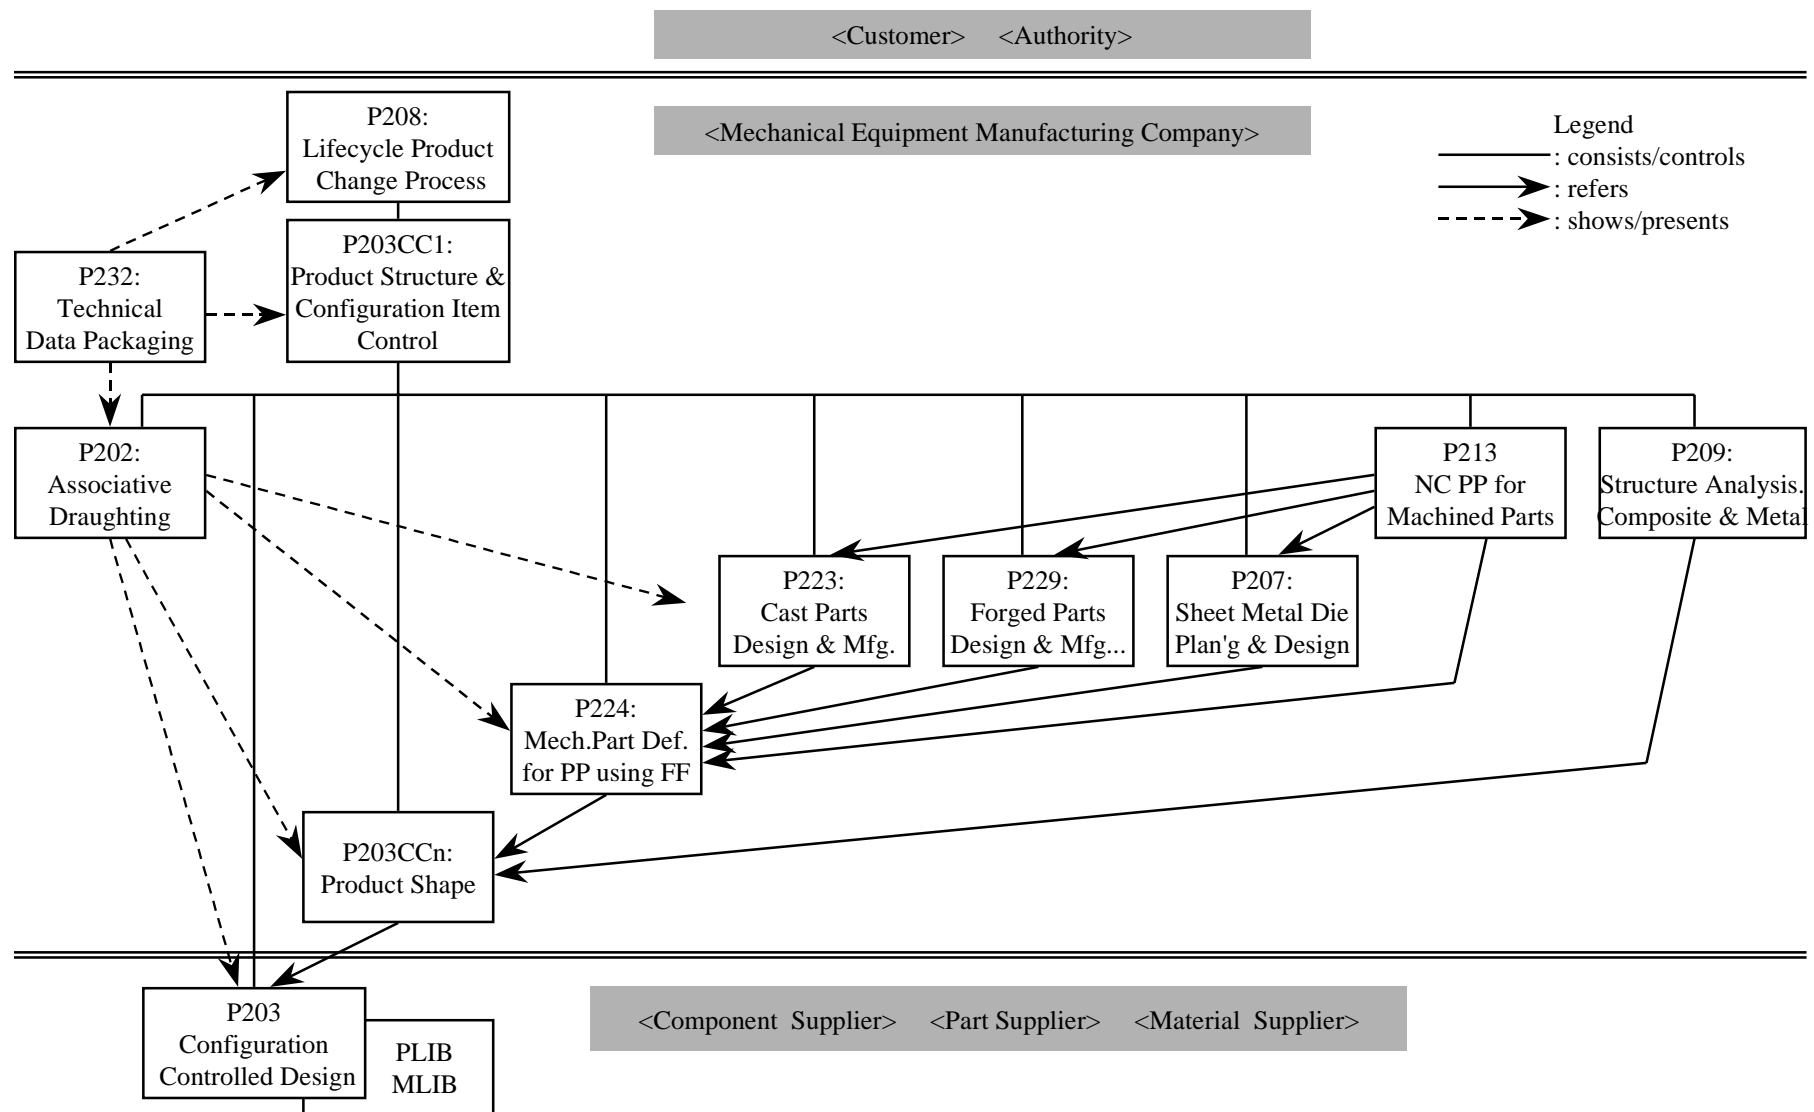 <Customer> <Authority>
P208:
Lifecycle Product
Change Process
<Mechanical Equipment Manufacturing Company>
Legend
: consists/controls
: refers
: shows/presents
P203CC1:
Product Structure &
Configuration Item
Control
P232:
Technical
Data Packaging
P202:
Associative
Draughting
P213
NC PP for
Machined Parts
P209:
Structure Analysis.
Composite & Metal
P223:
Cast Parts
Design & Mfg.
P229:
Forged Parts
Design & Mfg...
P207:
Sheet Metal Die
Plan'g & Design
P224:
Mech.Part Def.
for PP using FF
P203CCn:
Product Shape
P203
Configuration
Controlled Design
PLIB
MLIB
<Component Supplier> <Part Supplier> <Material Supplier>